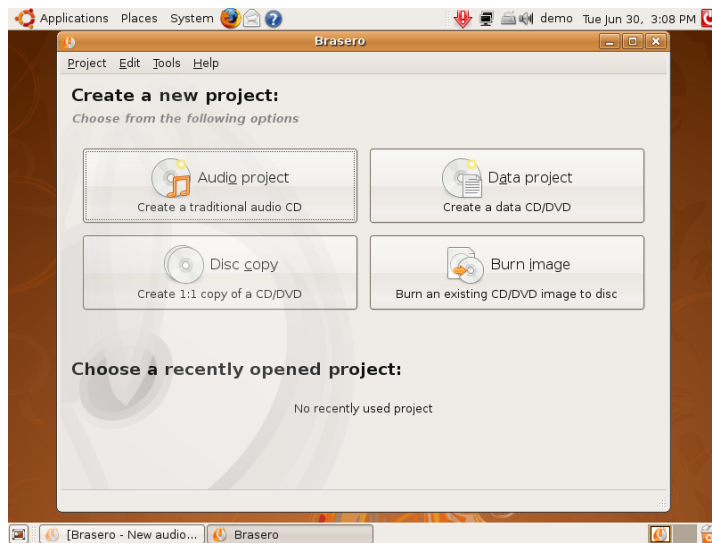 Applications Places System demo Tue Jun 30, 3:08 PM
Brasero
Project Edit Tools Help
Create a new project:
Choose from the following options
Audio project
Create a traditional audio CD
Data project
Create a data CD/DVD
Disc copy
Create 1:1 copy of a CD/DVD
Burn image
Burn an existing CD/DVD image to disc
Choose a recently opened project:
No recently used project
[Brasero - New audio... Brasero